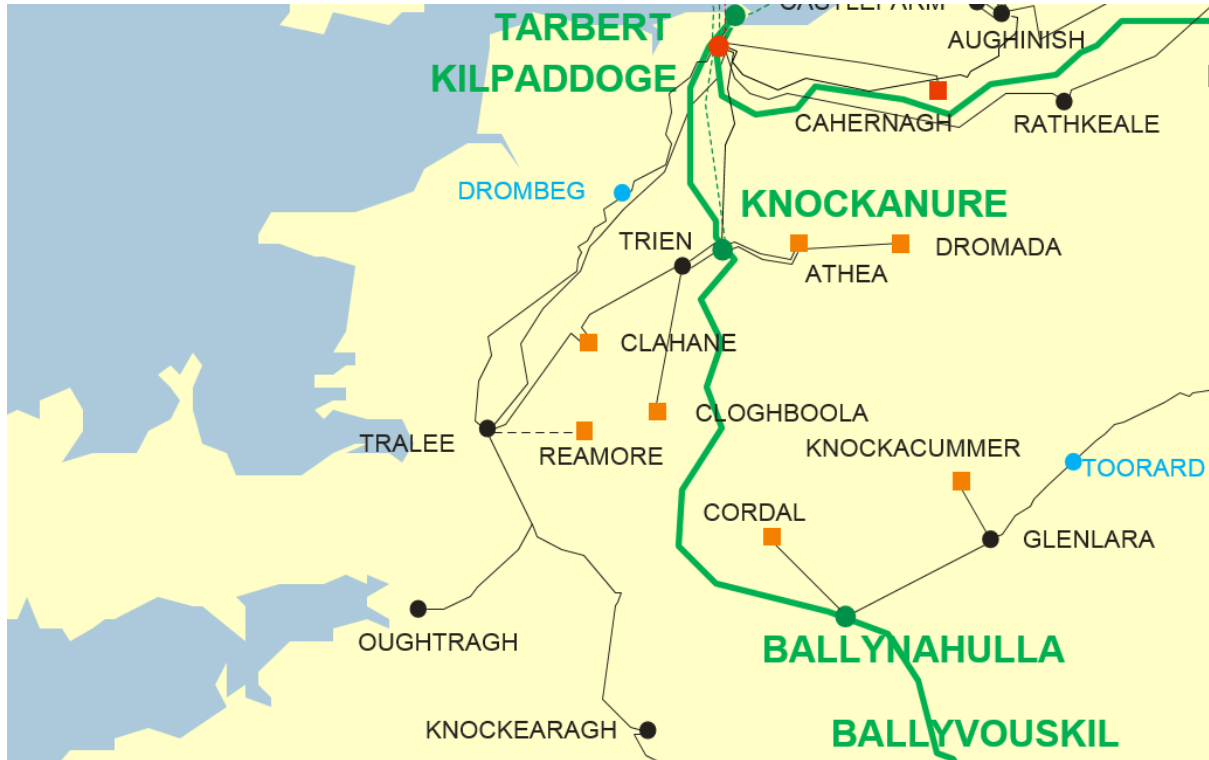 TARBERT
AUGHINISH
KILPADDOGE
CAHERNAGH
RATHKEALE
DROMBEG
KNOCKANURE
TRIEN
DROMADA
ATHEA
CLAHANE
CLOGHBOOLA
TRALEE
REAMORE
KNOCKACUMMER
TOORARD
CORDAL
GLENLARA
OUGHTRAGH
BALLYNAHULLA
KNOCKEARAGH
BALLYVOUSKIL